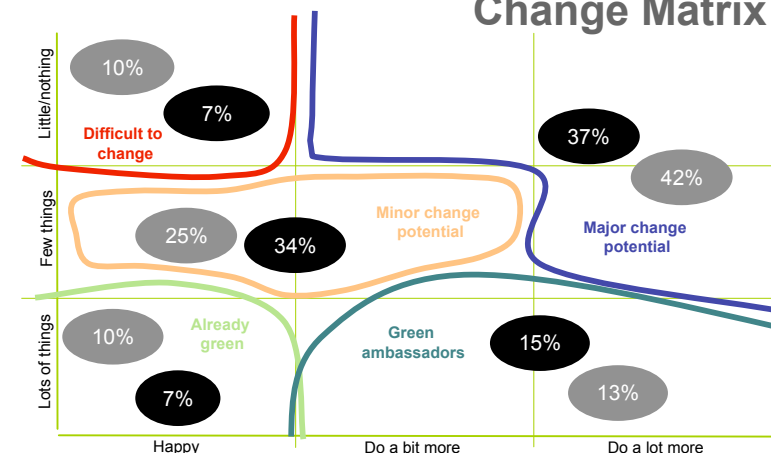 Change Matrix
Little/nothing
10%
7%
Difficult to
change
37%
42%
Few things
25%
34%
Minor change
potential
Major change
potential
Lots of things
10%
7%
Already
green
Green
ambassadors
15%
13%
Happy
Do a bit more
Do a lot more